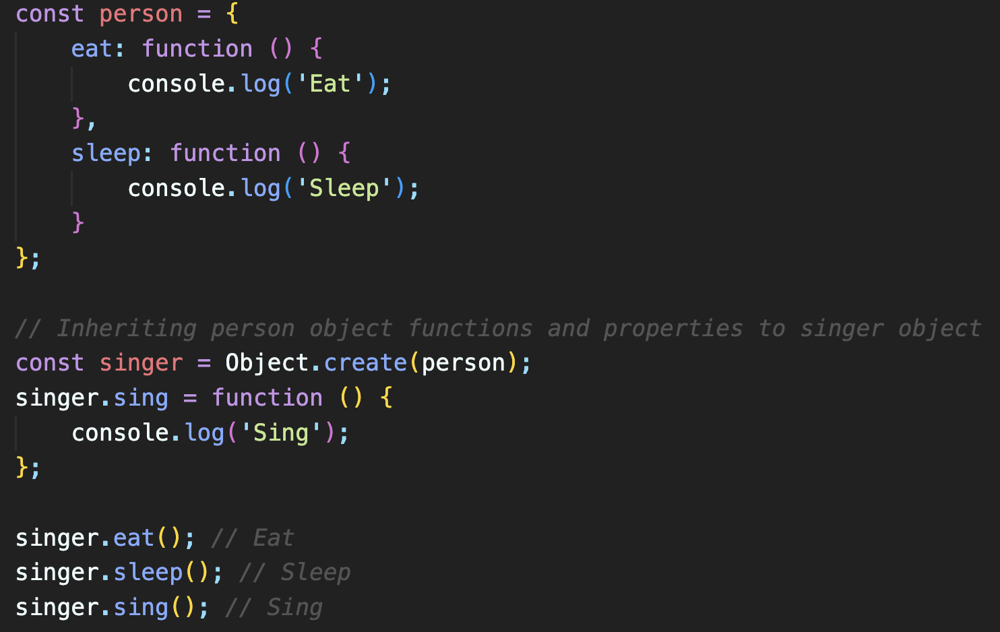 const person = {
    eat: function () {
        console.log('Eat');
    },
    sleep: function () {
        console.log('Sleep');
    }
};

// Inheriting person object functions and properties to singer object
const singer = Object.create(person);
singer.sing = function () {
    console.log('Sing');
};

singer.eat(); // Eat
singer.sleep(); // Sleep
singer.sing(); // Sing